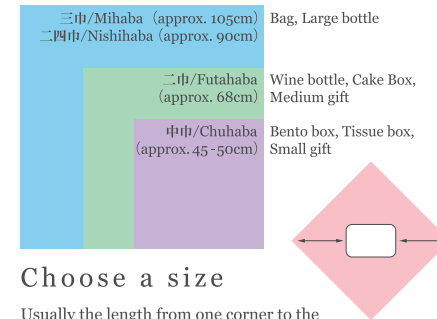 三巾/Mihaba (approx. 105cm) Bag, Large bottle
二四巾/Nishihaba (approx. 90cm)
二巾/Futahaba Wine bottle, Cake Box,
(approx. 68cm) Medium gift
中巾/Chuhaba Bento box, Tissue box,
(approx. 45-50cm) Small gift
Choose a size
Usually the length from one corner to the